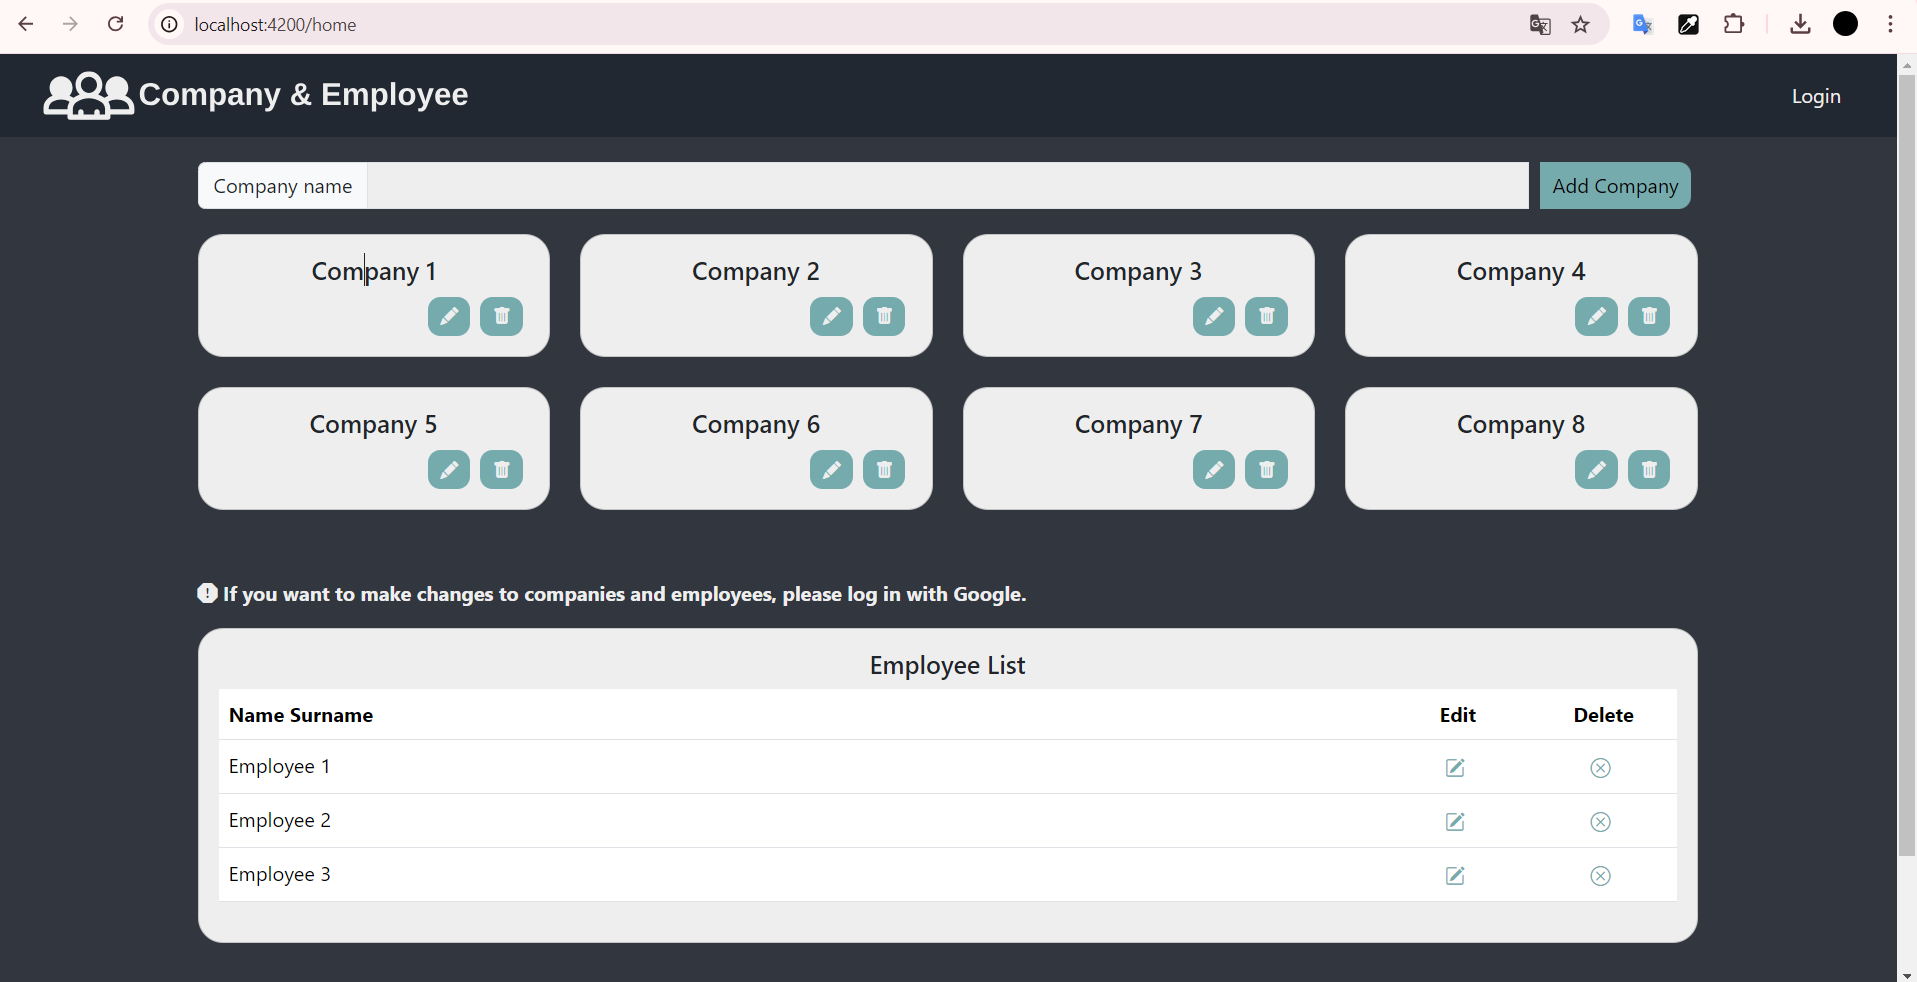 localhost:4200/home
Company & Employee
Login
Company name
Add Company
Company 1
Company 2
Company 3
Company 4
Company 5
Company 6
Company 7
Company 8
If you want to make changes to companies and employees, please log in with Google.
Employee List
Name Surname Edit Delete
Employee 1
Employee 2
Employee 3